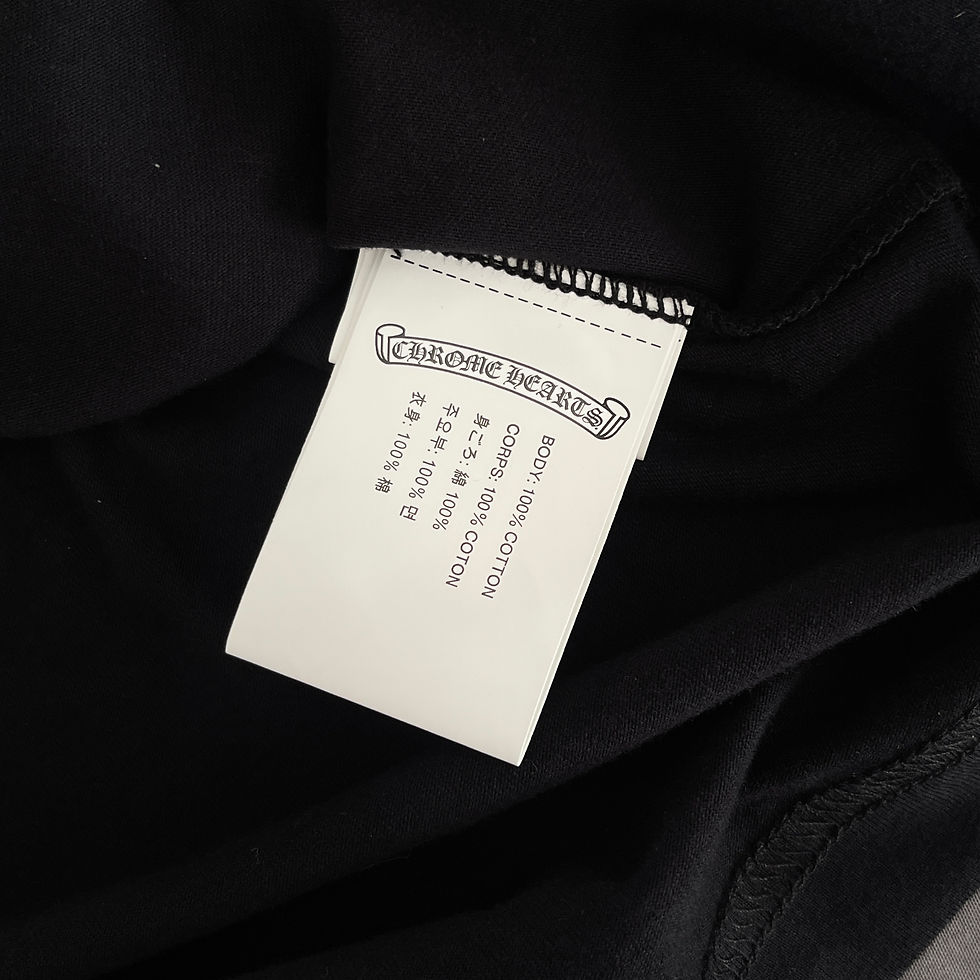 CHROME HEARTS
BODY: 100% COTTON
CORPS: 100% COTON
身ごろ: 綿 100%
주요부: 100% 면
衣身: 100% 棉